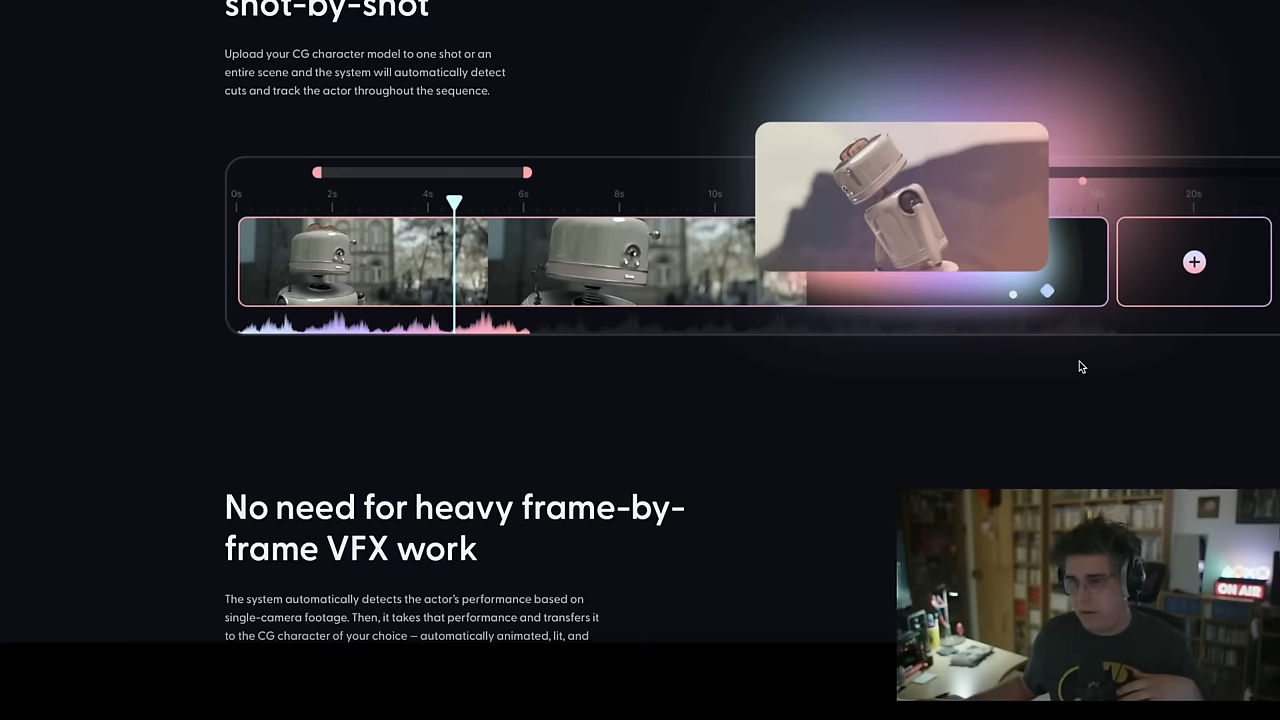 shot-by-shot
Upload your CG character model to one shot or an
entire scene and the system will automatically detect
cuts and track the actor throughout the sequence.
0s 2s 4s 6s 8s 10s 20s
No need for heavy frame-by-
frame VFX work
The system automatically detects the actor's performance based on
single-camera footage. Then, it takes that performance and transfers it
to the CG character of your choice — automatically animated, lit, and
ON AIR